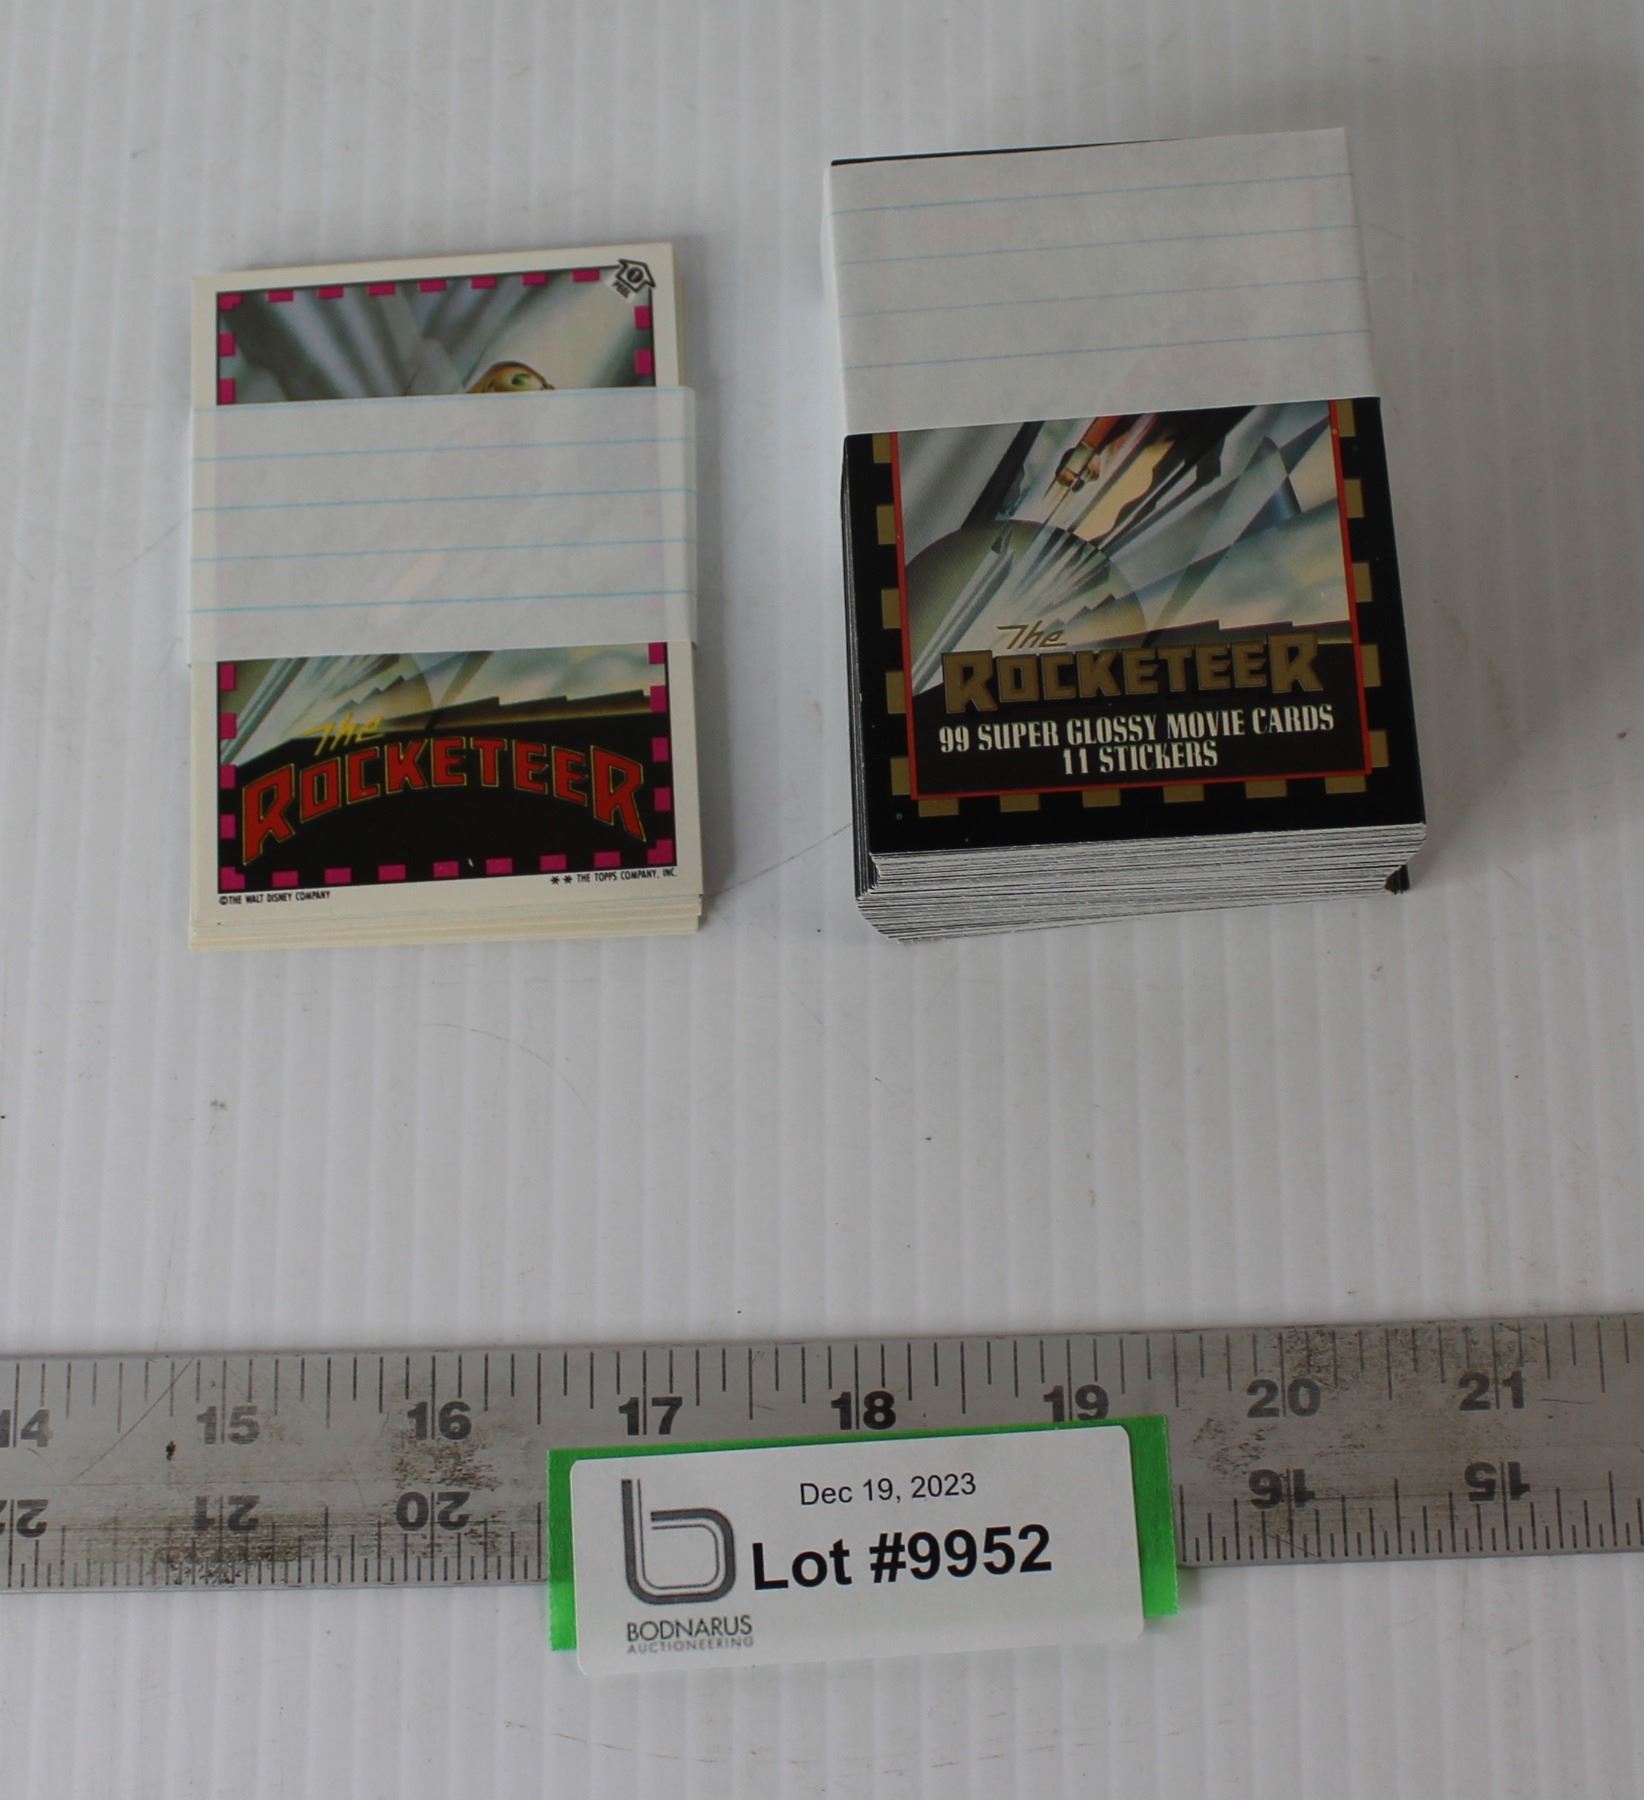 PEEL
The
ROCKETEER
©THE WALT DISNEY COMPANY
** THE TOPPS COMPANY, INC.
The
ROCKETEER
99 SUPER GLOSSY MOVIE CARDS
11 STICKERS
14 15 16 17 18 19 20 21
22 21 20 16 15
Dec 19, 2023
Lot #9952
BODNARUS
AUCTIONEERING